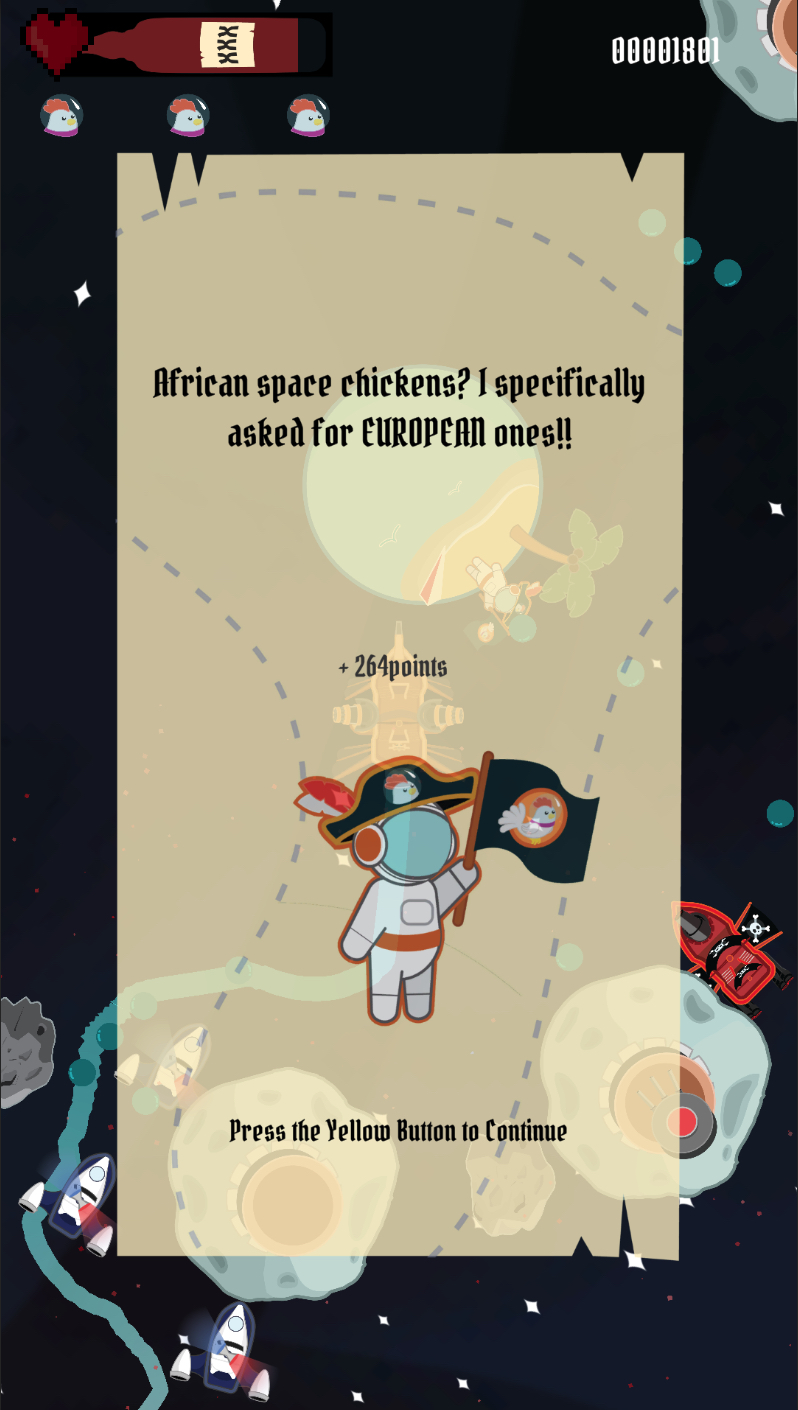 XXX
00001801
African space chickens? I specifically
asked for EUROPEAN ones!!
+ 264points
Press the Yellow Button to Continue